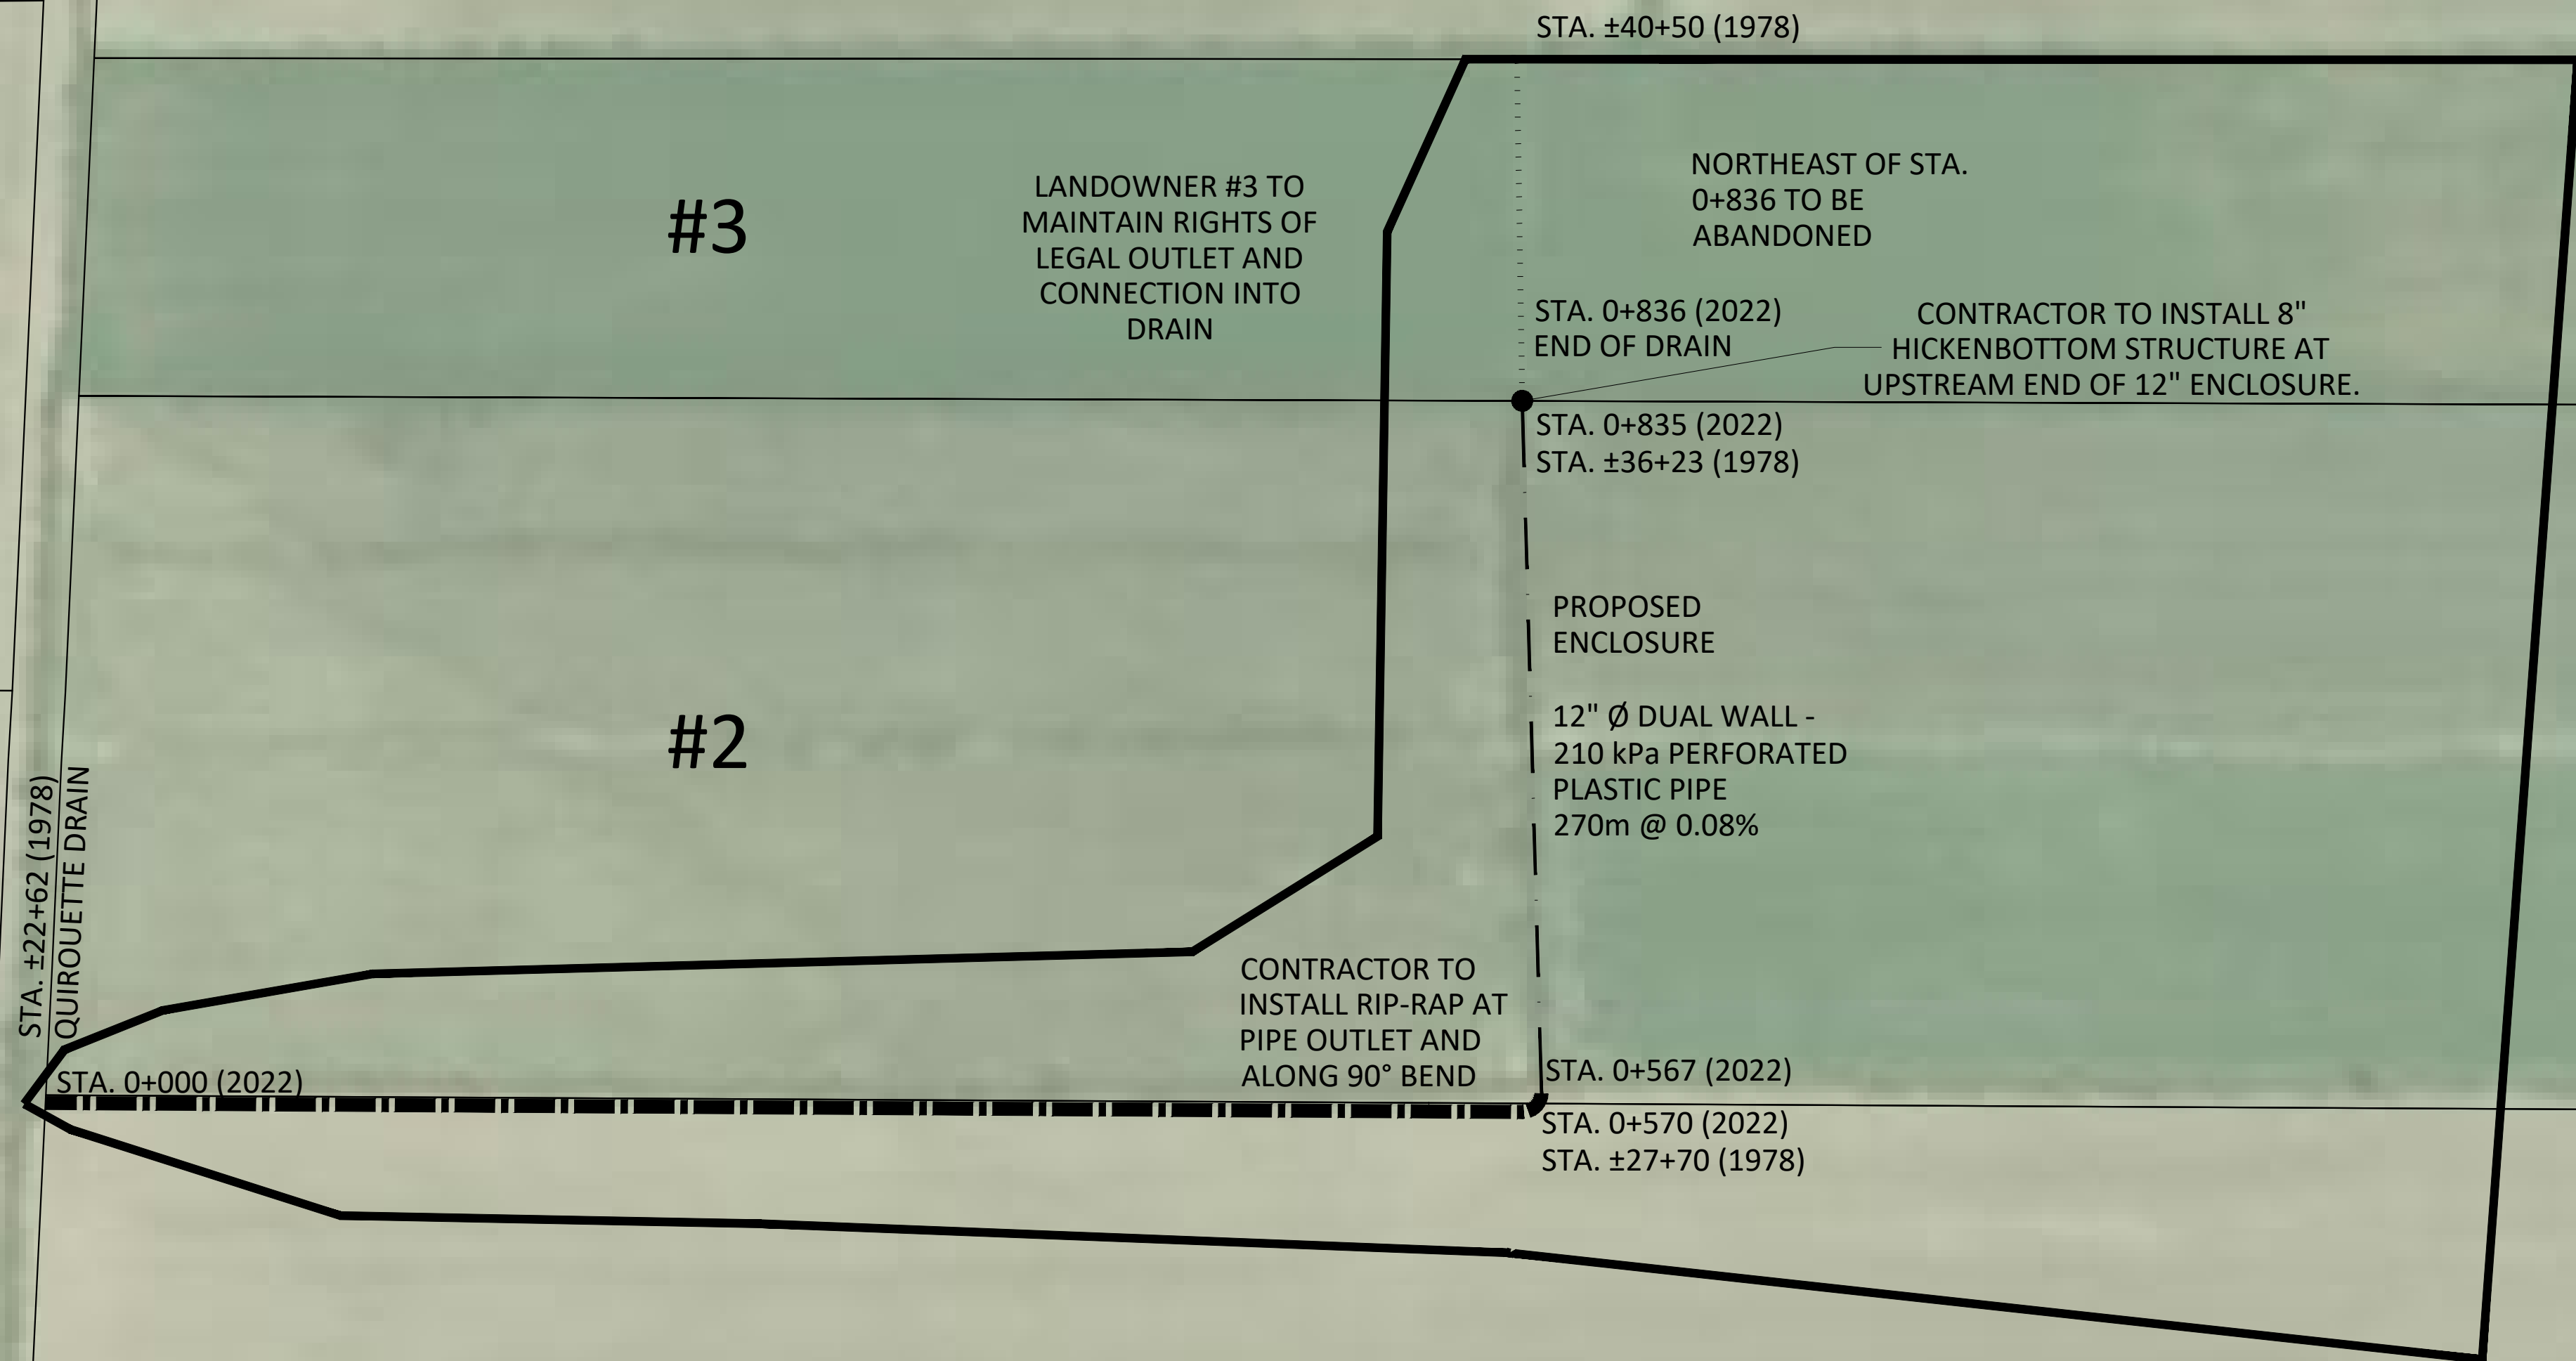 STA. ±40+50 (1978)
NORTHEAST OF STA.
0+836 TO BE
ABANDONED
#3
LANDOWNER #3 TO
MAINTAIN RIGHTS OF
LEGAL OUTLET AND
CONNECTION INTO
DRAIN
STA. 0+836 (2022)
END OF DRAIN
CONTRACTOR TO INSTALL 8"
HICKENBOTTOM STRUCTURE AT
UPSTREAM END OF 12" ENCLOSURE.
STA. 0+835 (2022)
STA. ±36+23 (1978)
PROPOSED
ENCLOSURE
12" Ø DUAL WALL -
210 kPa PERFORATED
PLASTIC PIPE
270m @ 0.08%
#2
STA. ±22+62 (1978)
QUIROUETTE DRAIN
CONTRACTOR TO
INSTALL RIP-RAP AT
PIPE OUTLET AND
ALONG 90° BEND
STA. 0+000 (2022)
STA. 0+567 (2022)
STA. 0+570 (2022)
STA. ±27+70 (1978)